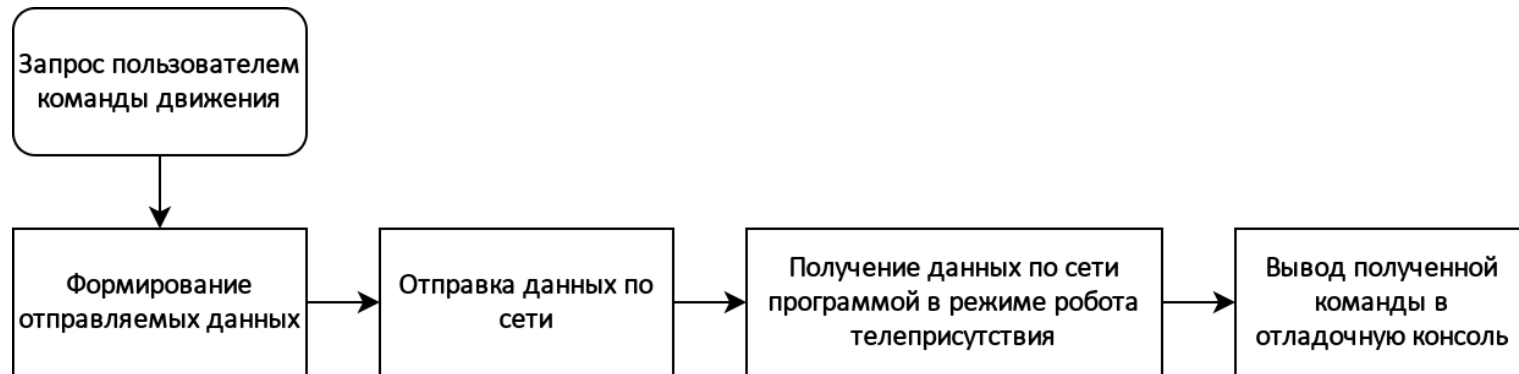 Запрос пользователем
команды движения
Формирование
отправляемых данных
Отправка данных по
сети
Получение данных по сети
программой в режиме робота
телеприсутствия
Вывод полученной
команды в
отладочную консоль